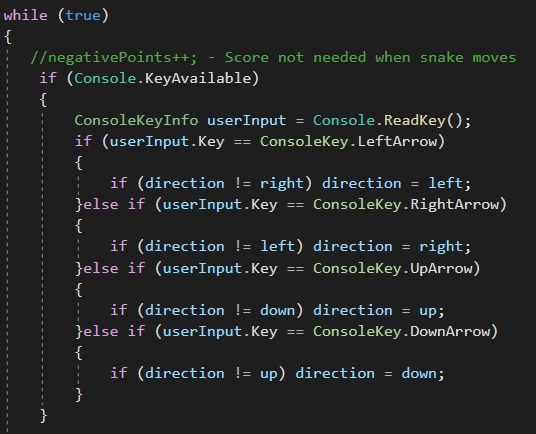 while (true)
{
//negativePoints++; - Score not needed when snake moves
if (Console.KeyAvailable)
{
ConsoleKeyInfo userInput = Console.ReadKey();
if (userInput.Key == ConsoleKey.LeftArrow)
{
if (direction != right) direction = left;
}else if (userInput.Key == ConsoleKey.RightArrow)
{
if (direction != left) direction = right;
}else if (userInput.Key == ConsoleKey.UpArrow)
{
if (direction != down) direction = up;
}else if (userInput.Key == ConsoleKey.DownArrow)
{
if (direction != up) direction = down;
}
}